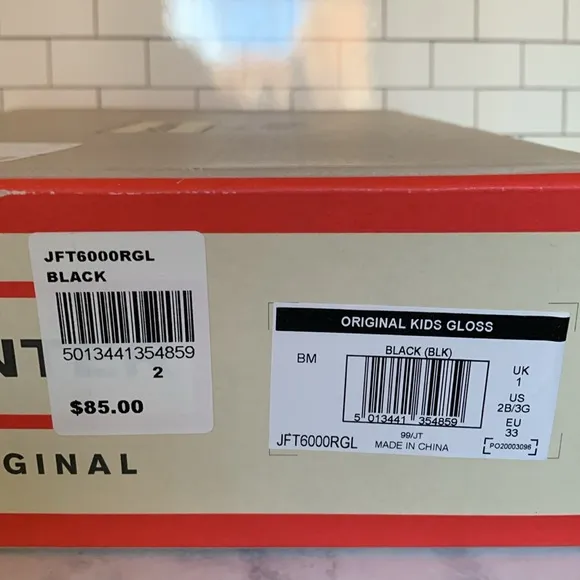 JFT6000RGL
BLACK
5013441354859
2
$85.00
NT
GINAL
ORIGINAL KIDS GLOSS
BM
BLACK (BLK)
5 013441 354859
99/JT
MADE IN CHINA
JFT6000RGL
UK
1
US
2B/3G
EU
33
PO20003096